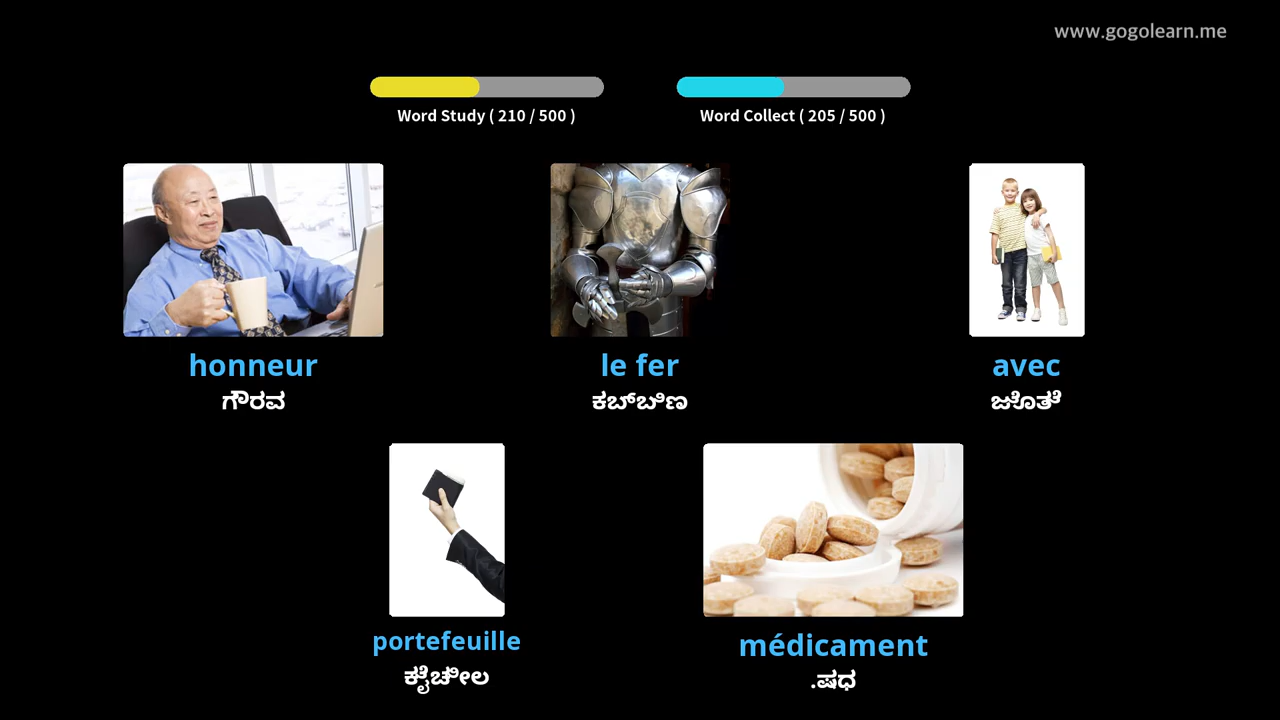 www.gogolearn.me
Word Study ( 210 / 500 )
Word Collect ( 205 / 500 )
honneur
ಗೌರವ
le fer
ಕಬ್ಬಿಣ
avec
ಜೊತೆ
portefeuille
ಕೈಚೀಲ
médicament
.ಷಧ